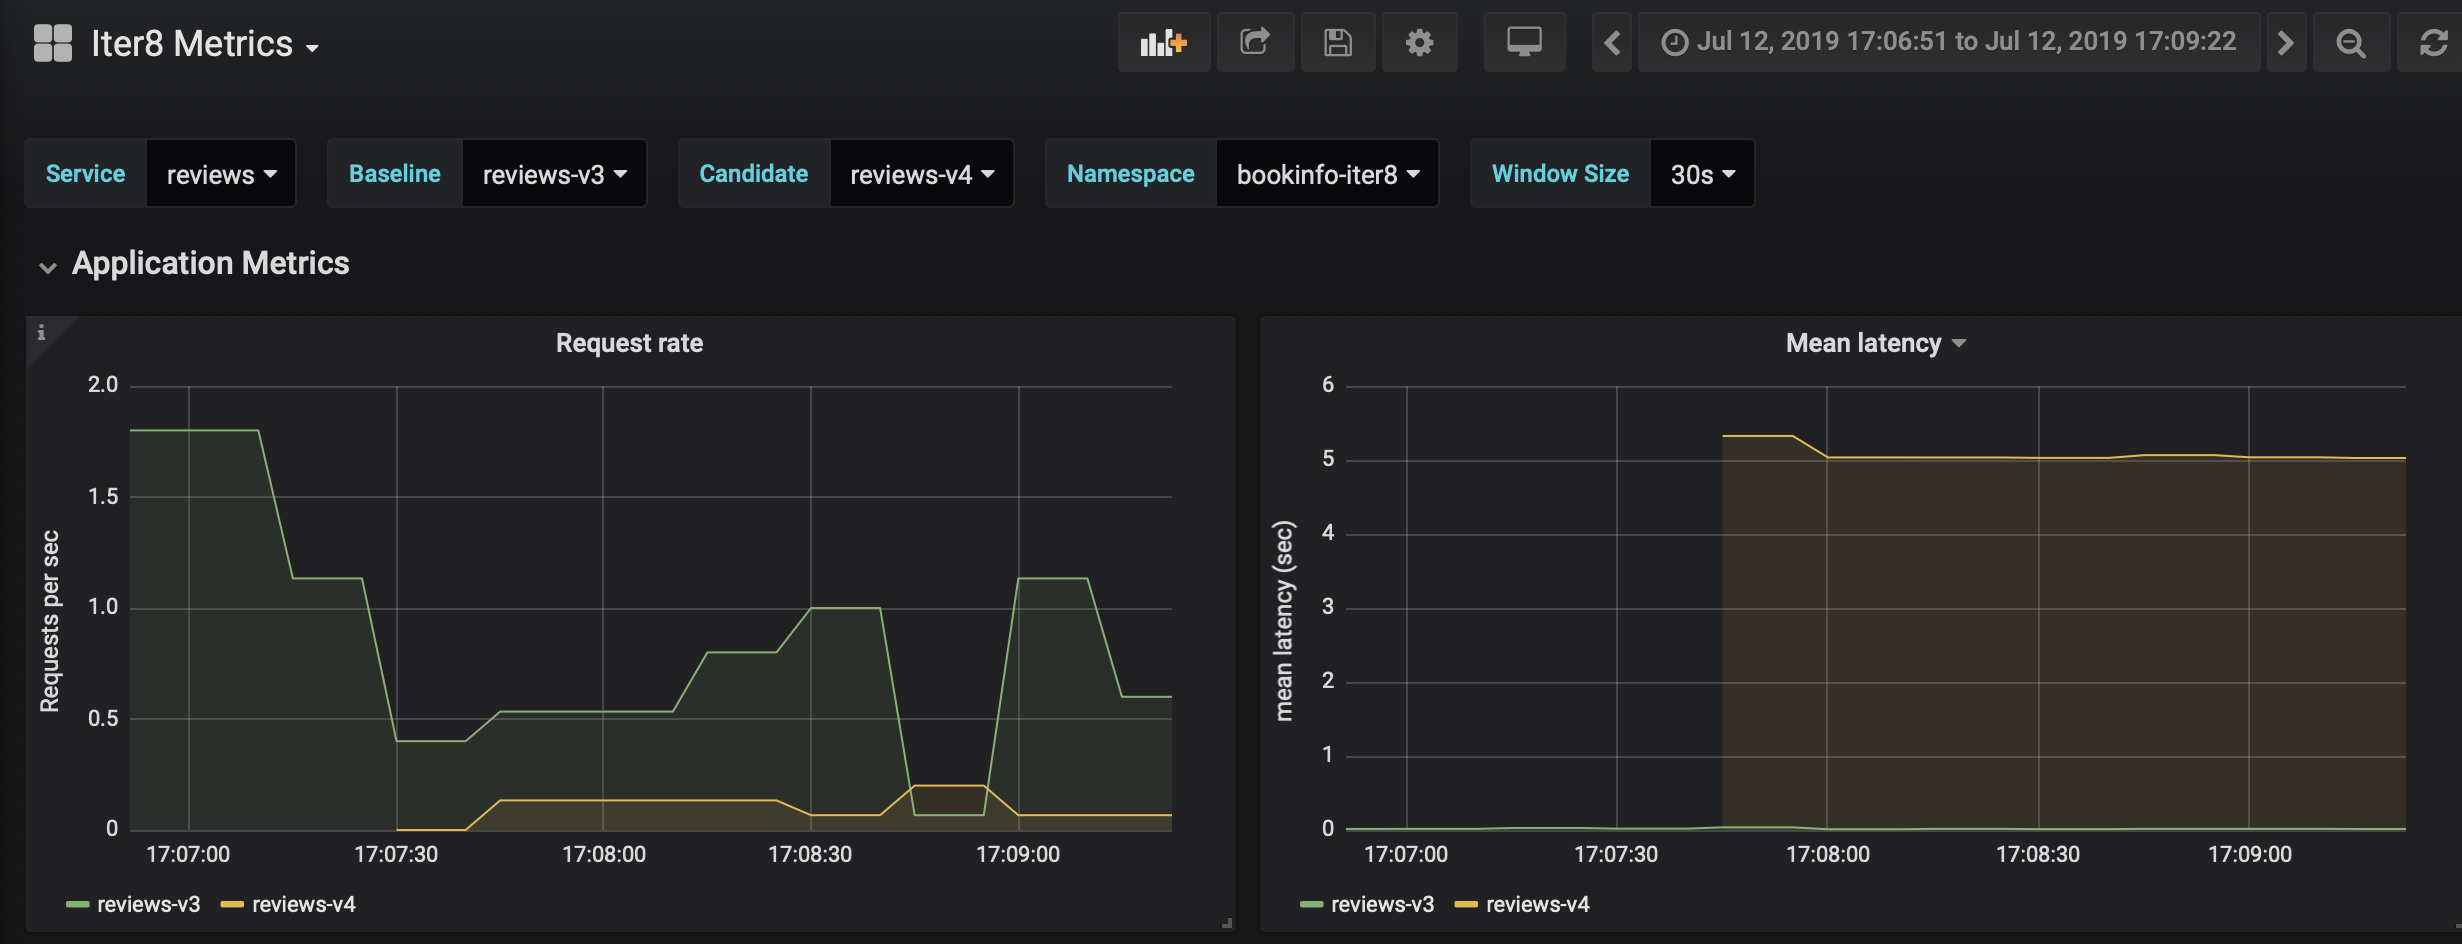 Iter8 Metrics
Jul 12, 2019 17:06:51 to Jul 12, 2019 17:09:22
Service reviews Baseline reviews-v3 Candidate reviews-v4 Namespace bookinfo-iter8 Window Size 30s
Application Metrics
i
Request rate
Requests per sec
2.0
1.5
1.0
0.5
0
17:07:00 17:07:30 17:08:00 17:08:30 17:09:00
reviews-v3 reviews-v4
Mean latency
mean latency (sec)
6
5
4
3
2
1
0
17:07:00 17:07:30 17:08:00 17:08:30 17:09:00
reviews-v3 reviews-v4